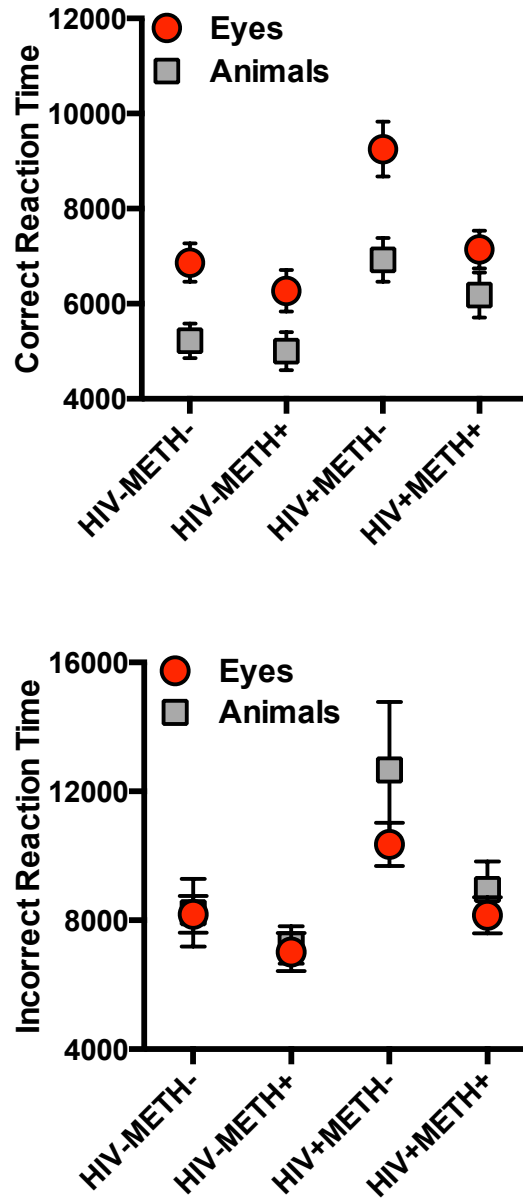 12000
Eyes
Animals
10000
8000
6000
4000
Correct Reaction Time
HIV-METH-
HIV-METH+
HIV+METH-
HIV+METH+
16000
Eyes
Animals
12000
8000
4000
Incorrect Reaction Time
HIV-METH-
HIV-METH+
HIV+METH-
HIV+METH+